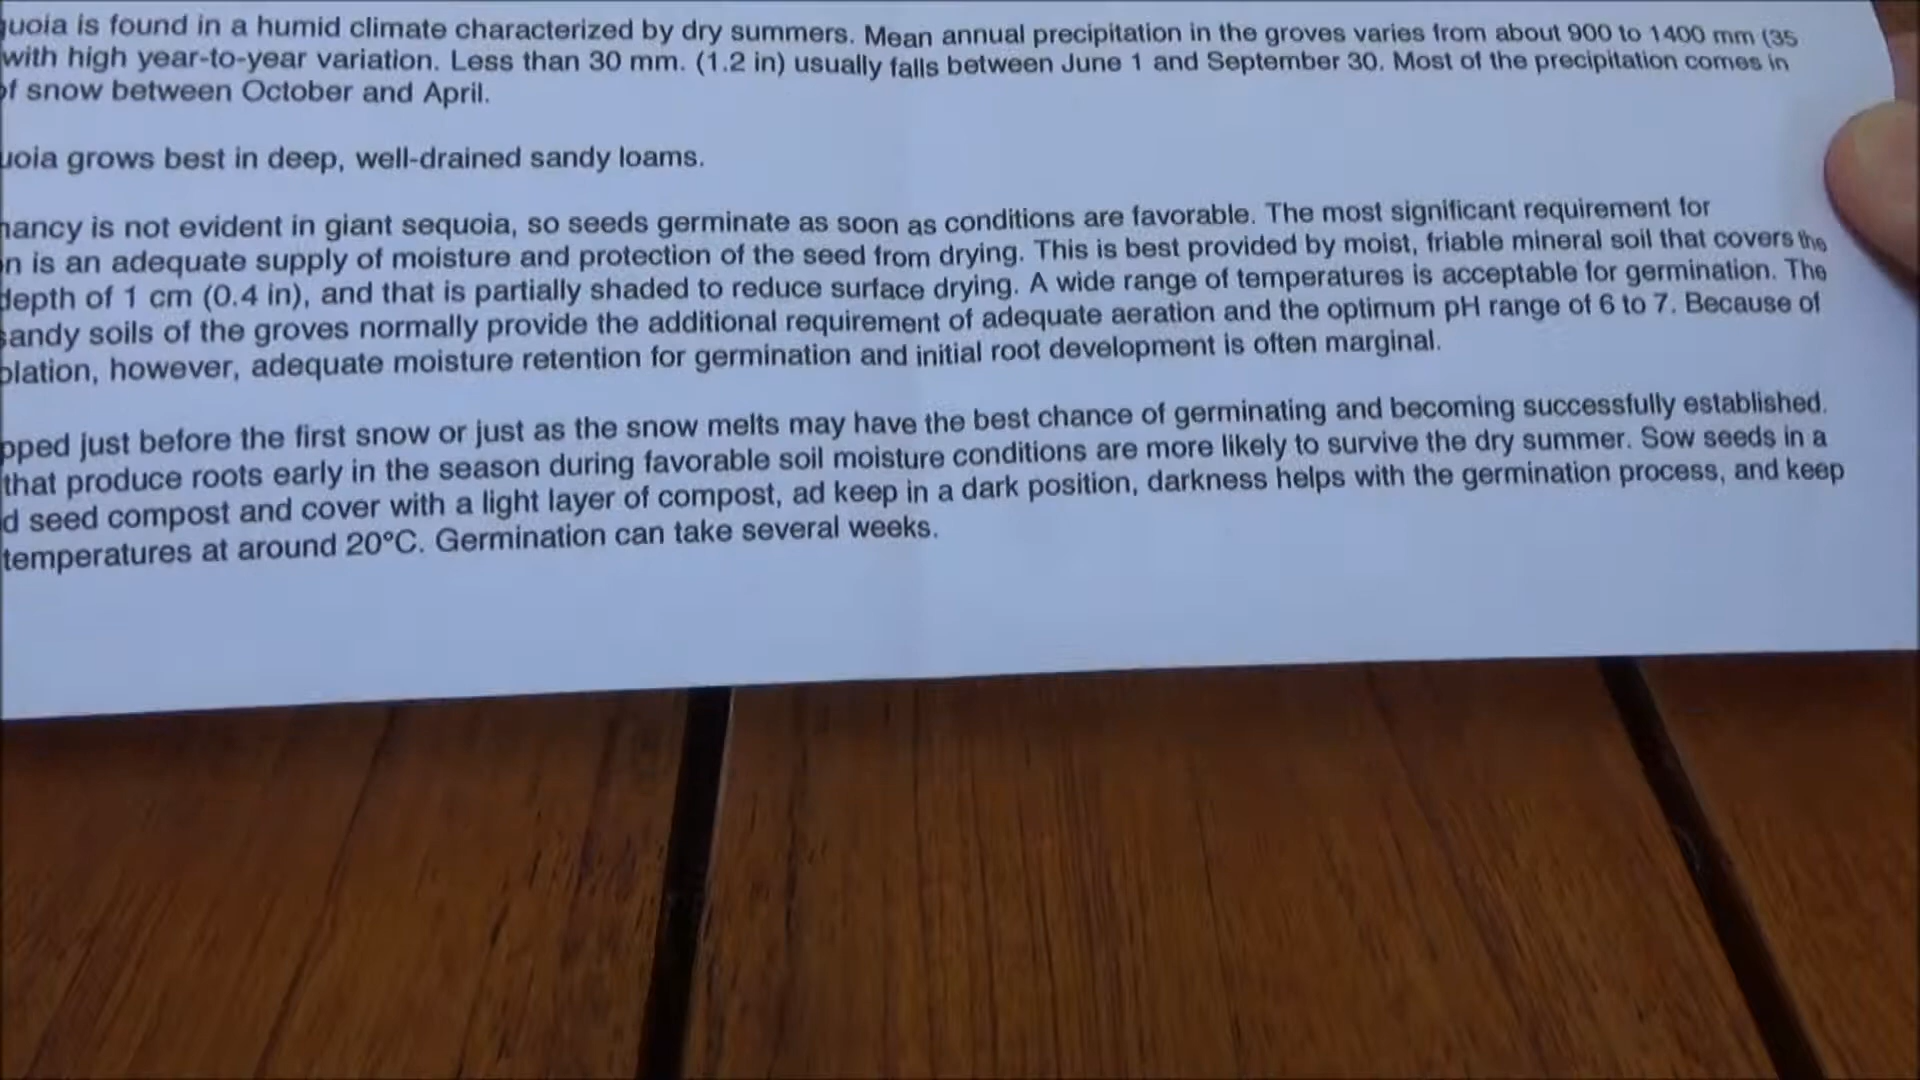 is found in a humid climate characterized by dry summers. Mean annual precipitation in the groves varies from about 900 to 1400 mm (35
with high year-to-year variation. Less than 30 mm. (1.2 in) usually falls between June 1 and September 30. Most of the precipitation comes in
of snow between October and April.
grows best in deep, well-drained sandy loams.
is not evident in giant sequoia, so seeds germinate as soon as conditions are favorable. The most significant requirement for
is an adequate supply of moisture and protection of the seed from drying. This is best provided by moist, friable mineral soil that covers the
depth of 1 cm (0.4 in), and that is partially shaded to reduce surface drying. A wide range of temperatures is acceptable for germination. The
sandy soils of the groves normally provide the additional requirement of adequate aeration and the optimum pH range of 6 to 7. Because of
however, adequate moisture retention for germination and initial root development is often marginal.
just before the first snow or just as the snow melts may have the best chance of germinating and becoming successfully established.
that produce roots early in the season during favorable soil moisture conditions are more likely to survive the dry summer. Sow seeds in a
seed compost and cover with a light layer of compost, ad keep in a dark position, darkness helps with the germination process, and keep
temperatures at around 20°C. Germination can take several weeks.